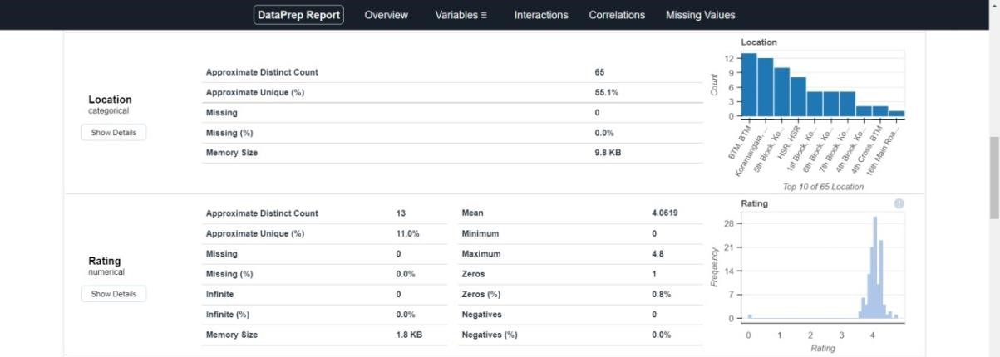 DataPrep Report Overview Variables ≡ Interactions Correlations Missing Values
Location
categorical
Show Details
Approximate Distinct Count 65
Approximate Unique (%) 55.1%
Missing 0
Missing (%) 0.0%
Memory Size 9.8 KB
Location
Count
12
9
6
3
0
BTM, BTM
Koramangala, ...
5th Block, Ko...
HSR, HSR
1st Block, Ko...
6th Block, Ko...
7th Block, Ko...
4th Block, Ko...
4th Cross, BTM
16th Main Roa...
Top 10 of 65 Location
Rating
numerical
Show Details
Approximate Distinct Count 13
Approximate Unique (%) 11.0%
Missing 0
Missing (%) 0.0%
Infinite 0
Infinite (%) 0.0%
Memory Size 1.8 KB
Mean 4.0619
Minimum 0
Maximum 4.8
Zeros 1
Zeros (%) 0.8%
Negatives 0
Negatives (%) 0.0%
Rating !
Frequency
28
21
14
7
0
0 1 2 3 4
Rating